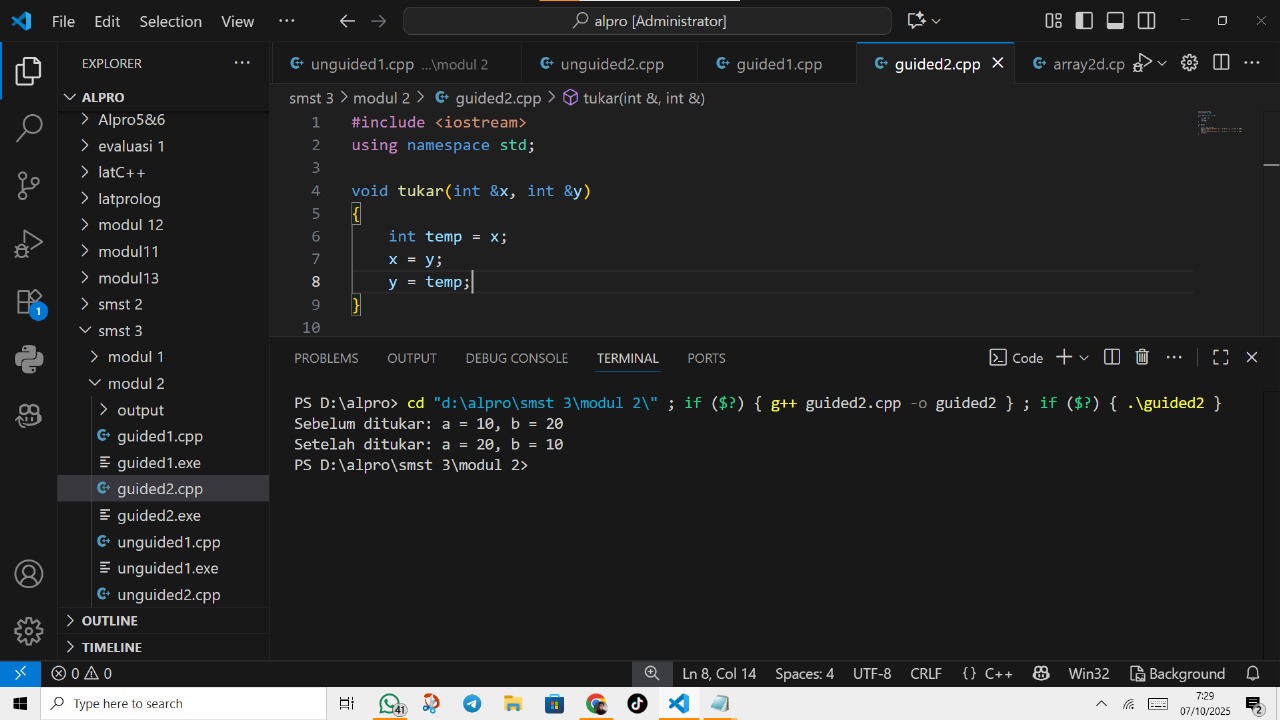 File Edit Selection View ··· alpro [Administrator]
EXPLORER ···
ALPRO
Alpro5&6
evaluasi 1
latC++
latprolog
modul 12
modul11
modul13
smst 2
smst 3
modul 1
modul 2
output
guided1.cpp
guided1.exe
guided2.cpp
guided2.exe
unguided1.cpp
unguided1.exe
unguided2.cpp
OUTLINE
TIMELINE
1
unguided1.cpp ...\modul 2 unguided2.cpp guided1.cpp guided2.cpp array2d.cp ···
smst 3 > modul 2 > guided2.cpp > tukar(int &, int &)
1 #include <iostream>
2 using namespace std;
3
4 void tukar(int &x, int &y)
5 {
6 int temp = x;
7 x = y;
8 y = temp;
9 }
10
PROBLEMS OUTPUT DEBUG CONSOLE TERMINAL PORTS Code ···
PS D:\alpro> cd "d:\alpro\smst 3\modul 2\" ; if ($?) { g++ guided2.cpp -o guided2 } ; if ($?) { .\guided2 }
Sebelum ditukar: a = 10, b = 20
Setelah ditukar: a = 20, b = 10
PS D:\alpro\smst 3\modul 2>
0 0 Ln 8, Col 14 Spaces: 4 UTF-8 CRLF {} C++ Win32 Background
Type here to search 41 7:29
07/10/2025 2